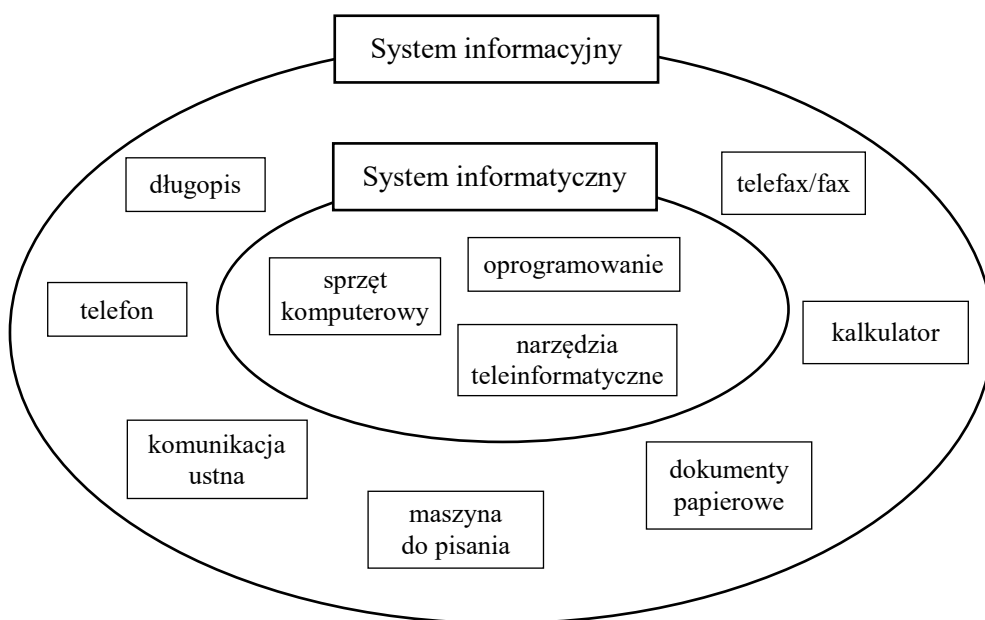 System informacyjny
System informatyczny
długopis
telefax/fax
oprogramowanie
sprzęt
komputerowy
telefon
kalkulator
narzędzia
teleinformatyczne
komunikacja
ustna
dokumenty
papierowe
maszyna
do pisania